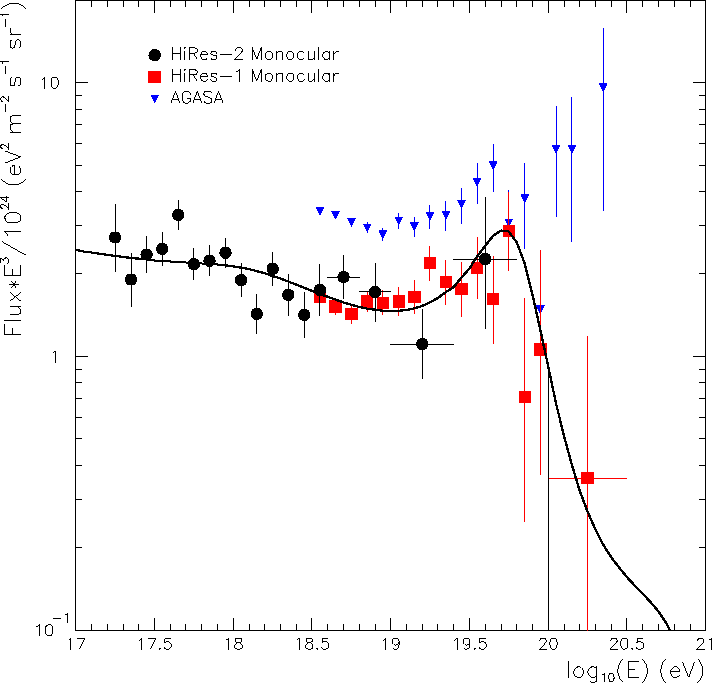 Flux*E³/10²⁴ (eV² m⁻² s⁻¹ sr⁻¹)
HiRes-2 Monocular
HiRes-1 Monocular
AGASA
10
1
10⁻¹
17 17.5 18 18.5 19 19.5 20 20.5 21
log₁₀(E) (eV)